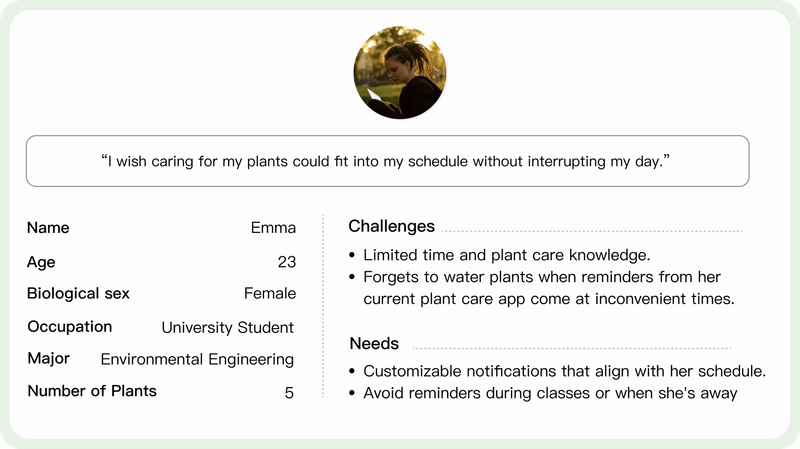 “I wish caring for my plants could fit into my schedule without interrupting my day.”
Name Emma
Age 23
Biological sex Female
Occupation University Student
Major Environmental Engineering
Number of Plants 5
Challenges
• Limited time and plant care knowledge.
• Forgets to water plants when reminders from her
current plant care app come at inconvenient times.
Needs
• Customizable notifications that align with her schedule.
• Avoid reminders during classes or when she's away